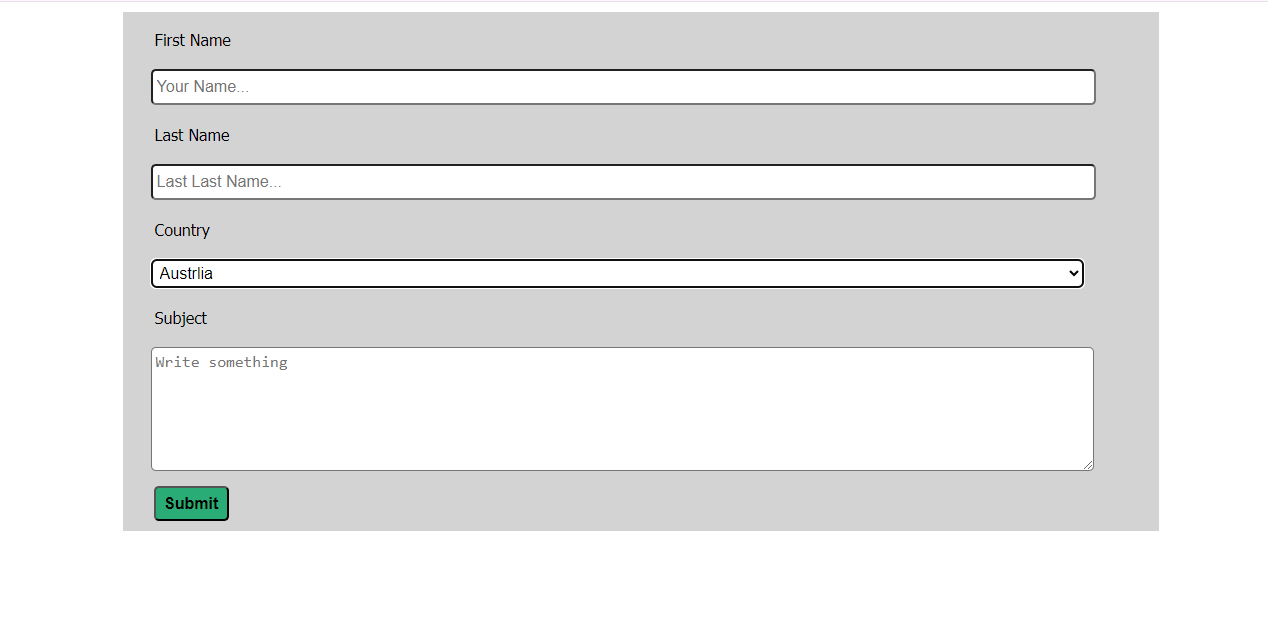 First Name
Your Name...
Last Name
Last Last Name...
Country
Austrlia
Subject
Write something
Submit